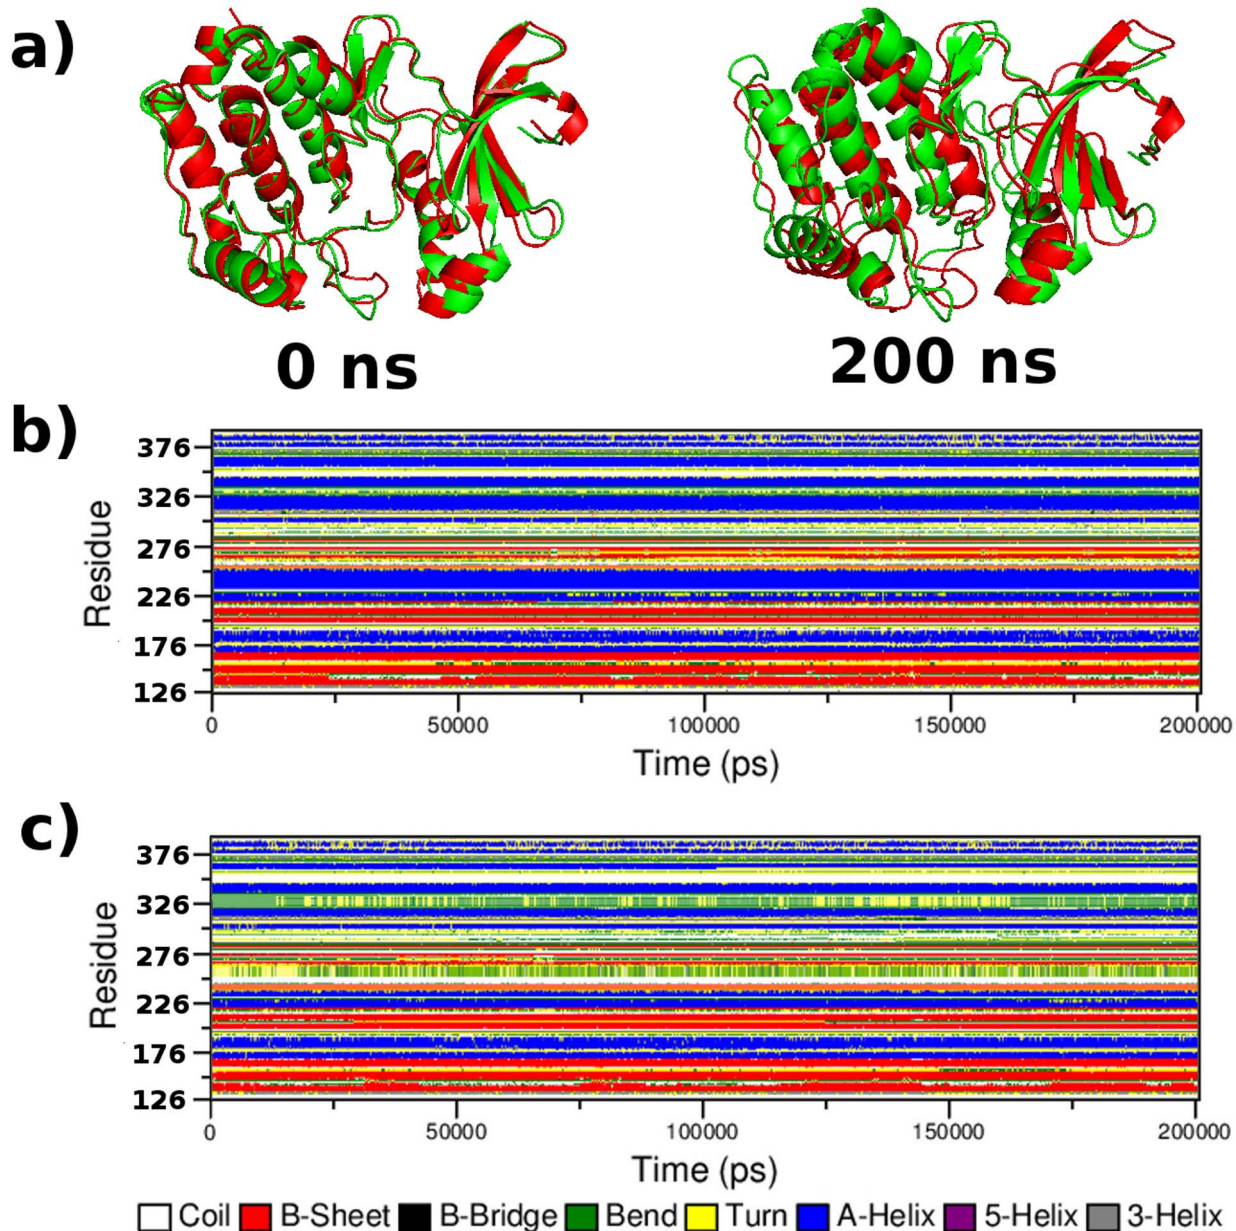 a)
0 ns
200 ns
b)
Residue
376
326
276
226
176
126
0 50000 100000 150000 200000
Time (ps)
c)
Residue
376
326
276
226
176
126
0 50000 100000 150000 200000
Time (ps)
Coil B-Sheet B-Bridge Bend Turn A-Helix 5-Helix 3-Helix